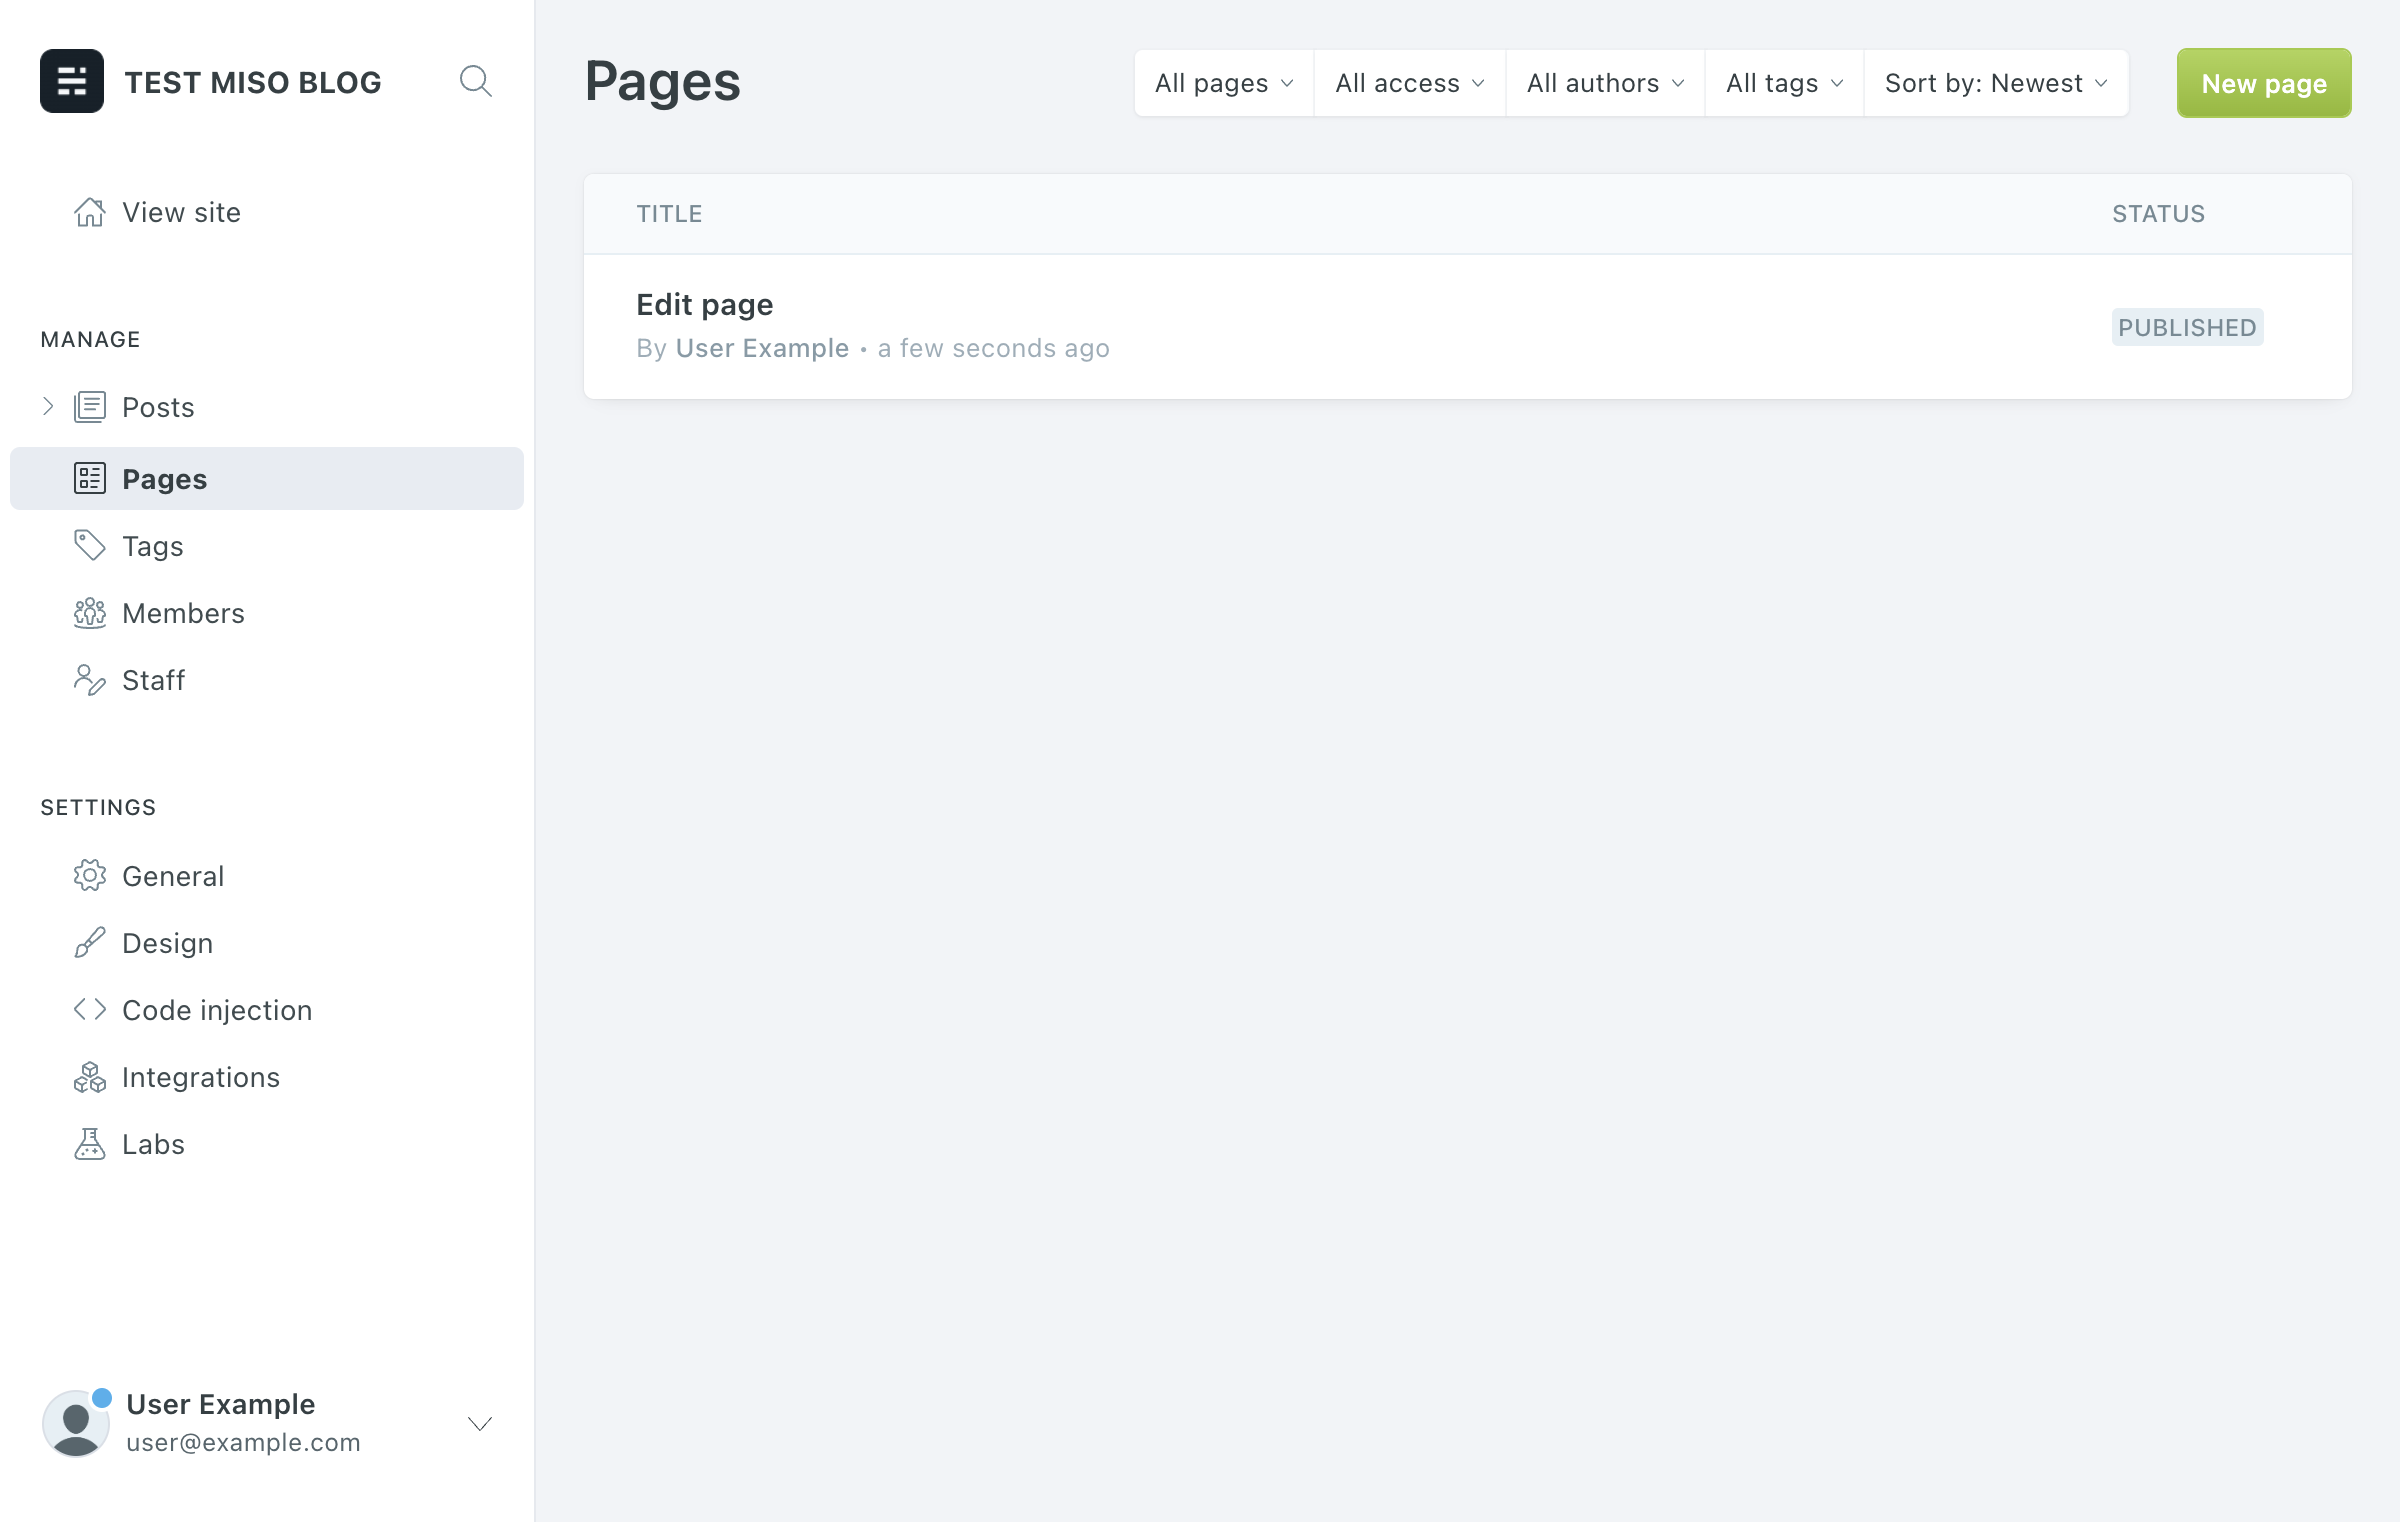 TEST MISO BLOG
View site
MANAGE
Posts
Pages
Tags
Members
Staff
SETTINGS
General
Design
Code injection
Integrations
Labs
User Example
user@example.com
Pages
All pages
All access
All authors
All tags
Sort by: Newest
New page
TITLE
STATUS
Edit page
By User Example • a few seconds ago
PUBLISHED